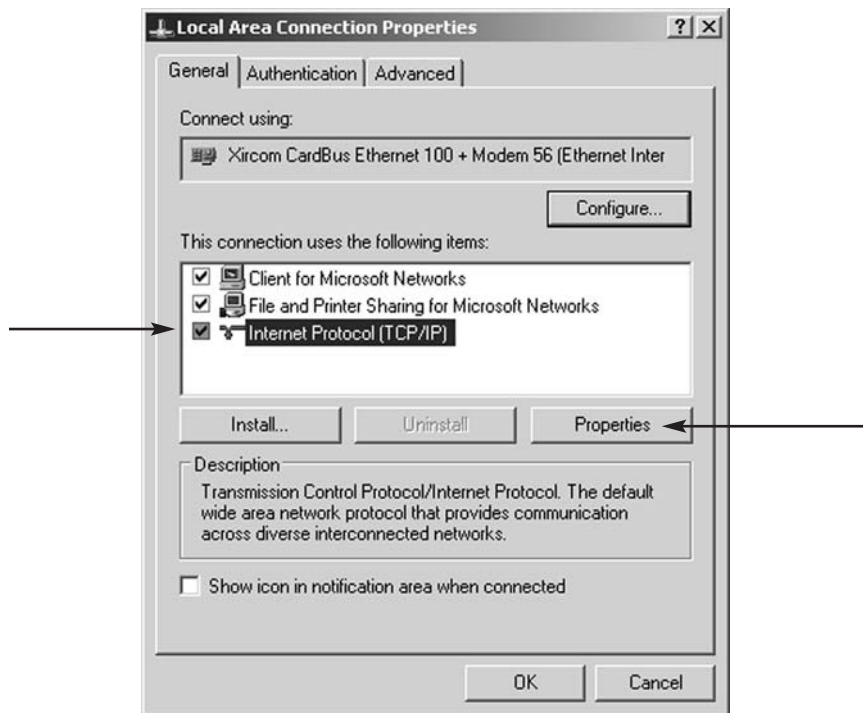 Local Area Connection Properties
General Authentication Advanced
Connect using:
Xircom CardBus Ethernet 100 + Modem 56 (Ethernet Inter
Configure...
This connection uses the following items:
Client for Microsoft Networks
File and Printer Sharing for Microsoft Networks
Internet Protocol (TCP/IP)
Install... Uninstall Properties
Description
Transmission Control Protocol/Internet Protocol. The default
wide area network protocol that provides communication
across diverse interconnected networks.
Show icon in notification area when connected
OK Cancel